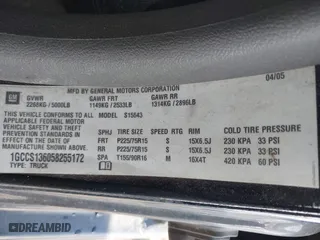 MFD BY GENERAL MOTORS CORPORATION
04/05
GM
GVWR GAWR FRT GAWR RR
2268KG / 5000LB 1149KG / 2533LB 1314KG / 2896LB
THIS VEHICLE CONFORMS TO ALL
APPLICABLE FEDERAL MOTOR
VEHICLE SAFETY STANDARDS IN
EFFECT ON THE DATE OF
MANUFACTURE SHOWN ABOVE.
1GCCS136058255172
TYPE: TRUCK
MODEL: S15643
SPHJ TIRE SIZE SPEED RTG RIM COLD TIRE PRESSURE
FRT P225/75R15 S 15X6.5J 230 KPA 33 PSI
RR P225/75R15 S 15X6.5J 230 KPA 33 PSI
SPA T155/90R16 M 16X4T 420 KPA 60 PSI
DREAMBID